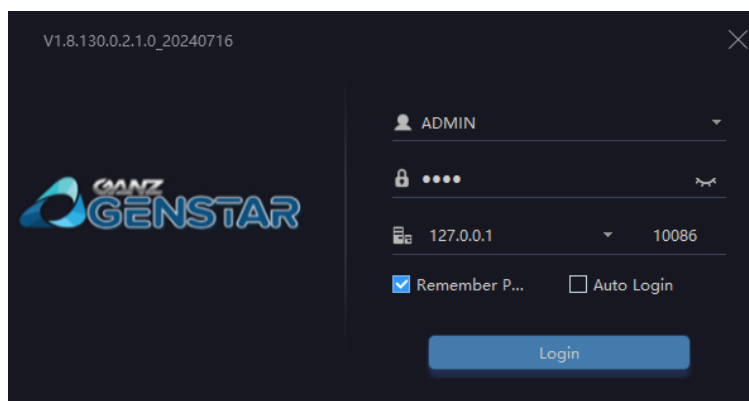 V1.8.130.0.2.1.0_20240716
GANZ
GENSTAR
ADMIN
••••
127.0.0.1 10086
Remember P... Auto Login
Login